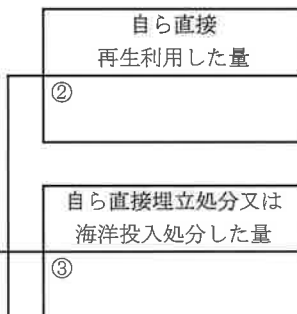 自ら直接
再生利用した量
②
自ら直接埋立処分又は
海洋投入処分した量
③